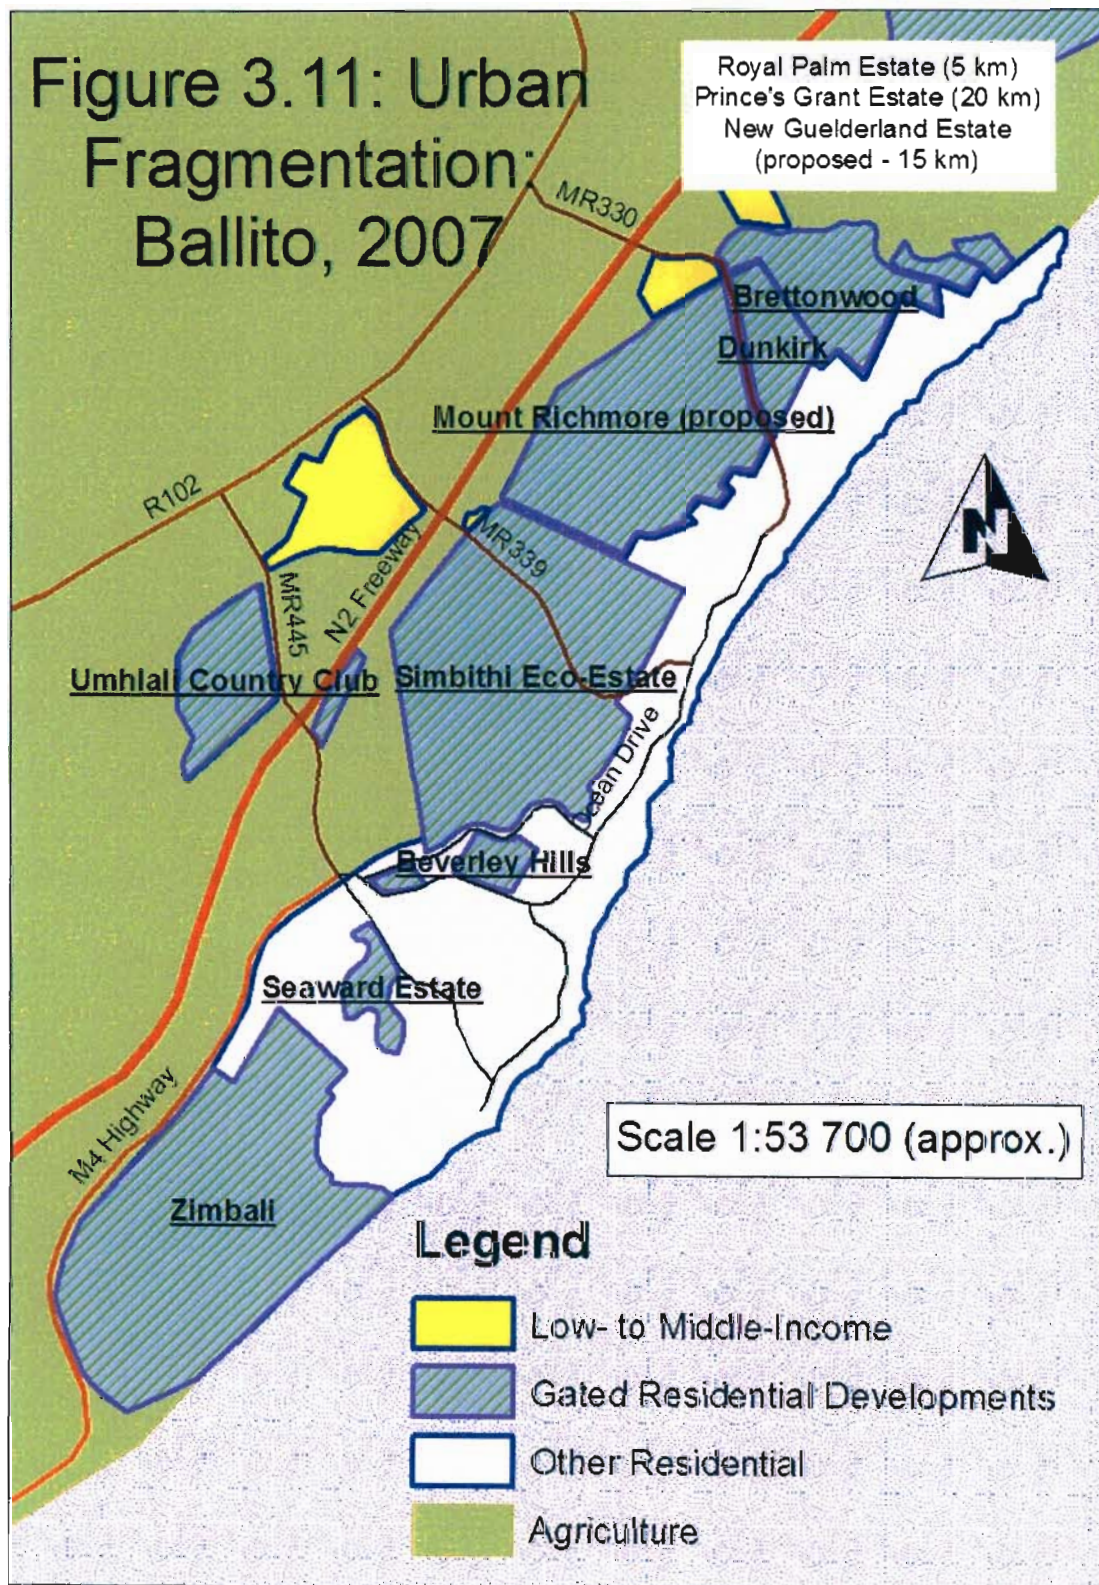 Figure 3.11: Urban
Fragmentation:
Ballito, 2007
Royal Palm Estate (5 km)
Prince's Grant Estate (20 km)
New Guelderland Estate
(proposed - 15 km)
MR330
Brettonwood
Dunkirk
Mount Richmore (proposed)
R102
MR339
N2 Freeway
MR445
N
Umhlali Country Club
Simbithi Eco-Estate
Ocean Drive
Beverley Hills
Seaward Estate
M4 Highway
Scale 1:53 700 (approx.)
Zimbali
Legend
Low- to Middle-Income
Gated Residential Developments
Other Residential
Agriculture